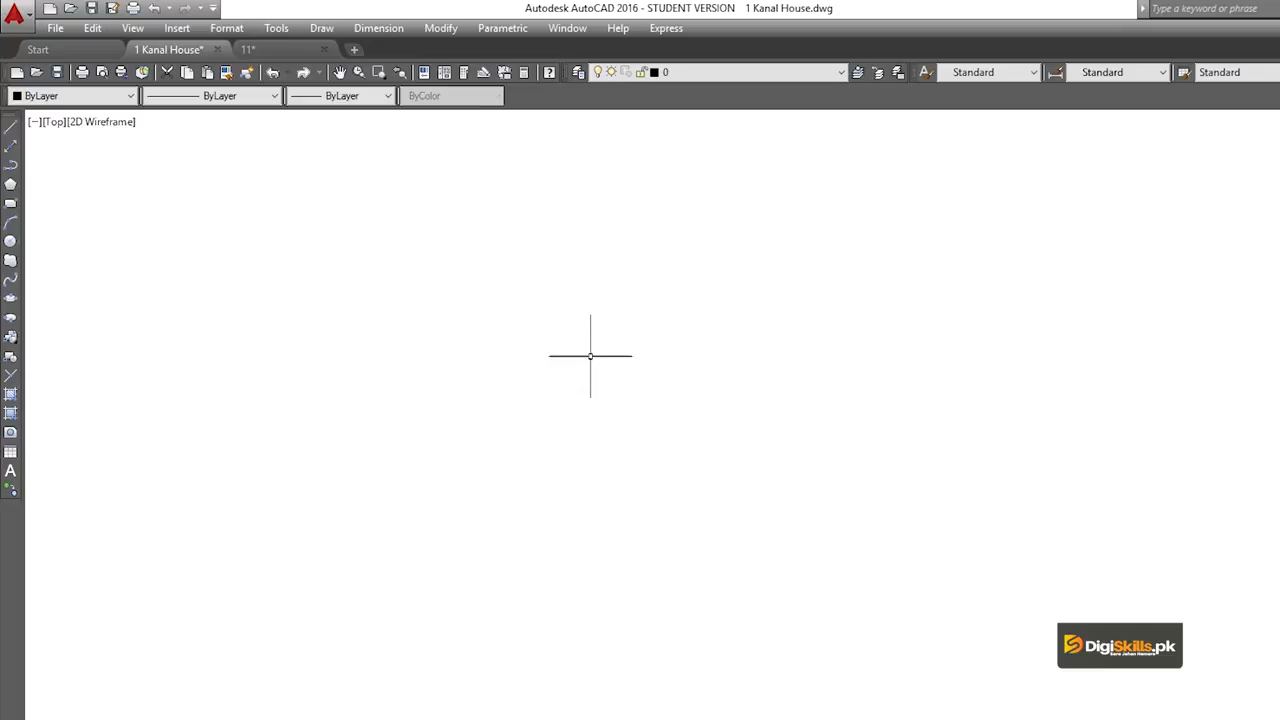 Autodesk AutoCAD 2016 - STUDENT VERSION 1 Kanal House.dwg
Type a keyword or phrase
File Edit View Insert Format Tools Draw Dimension Modify Parametric Window Help Express
Start 1 Kanal House* 11*
0 Standard Standard Standard
ByLayer ByLayer ByLayer ByColor
[−][Top][2D Wireframe]
A
DigiSkills.pk